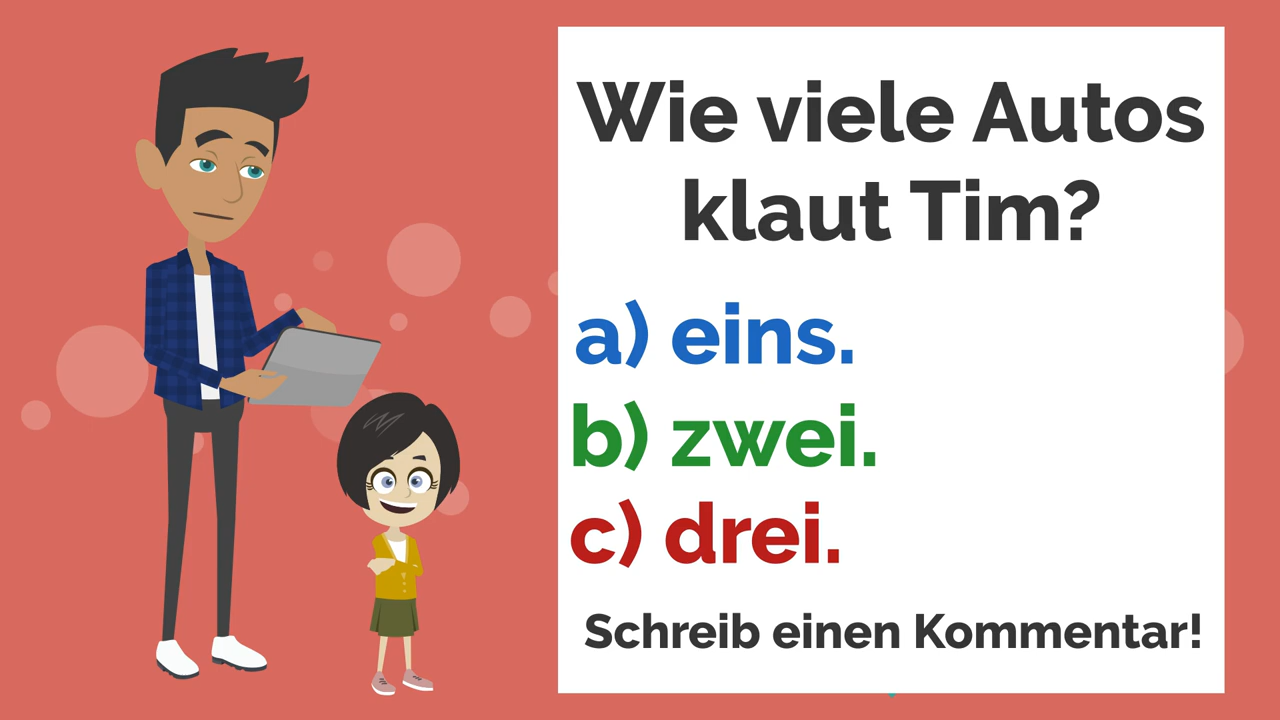 Wie viele Autos
klaut Tim?
a) eins.
b) zwei.
c) drei.
Schreib einen Kommentar!